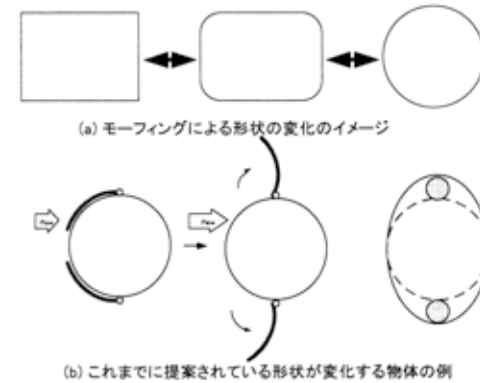 (a) モーフィングによる形状の変化のイメージ
Flow
Flow
(b) これまでに提案されている形状が変化する物体の例